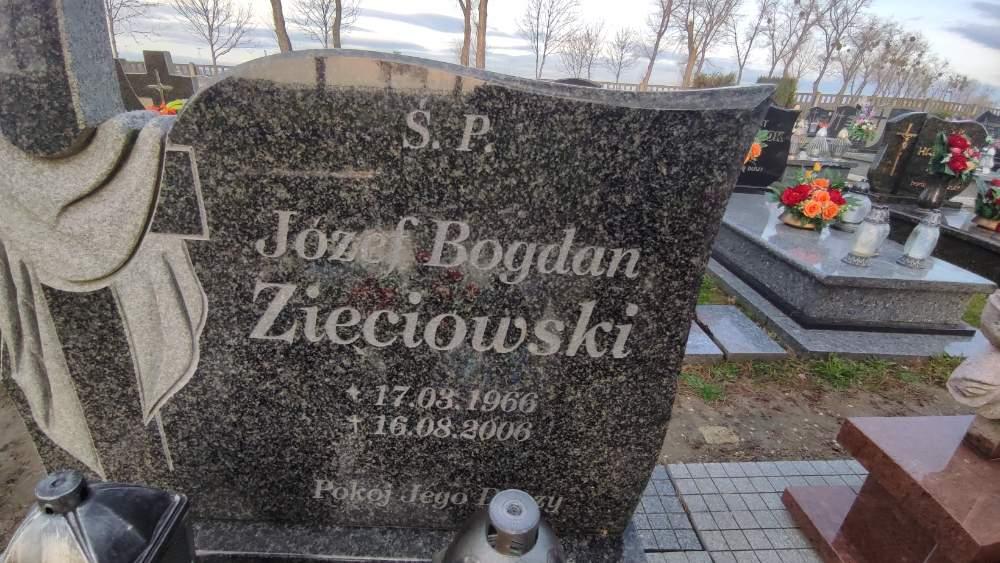 Ś. P.
Józef Bogdan
Zieciowski
* 17.03.1966
† 16.08.2006
Pokój Jego